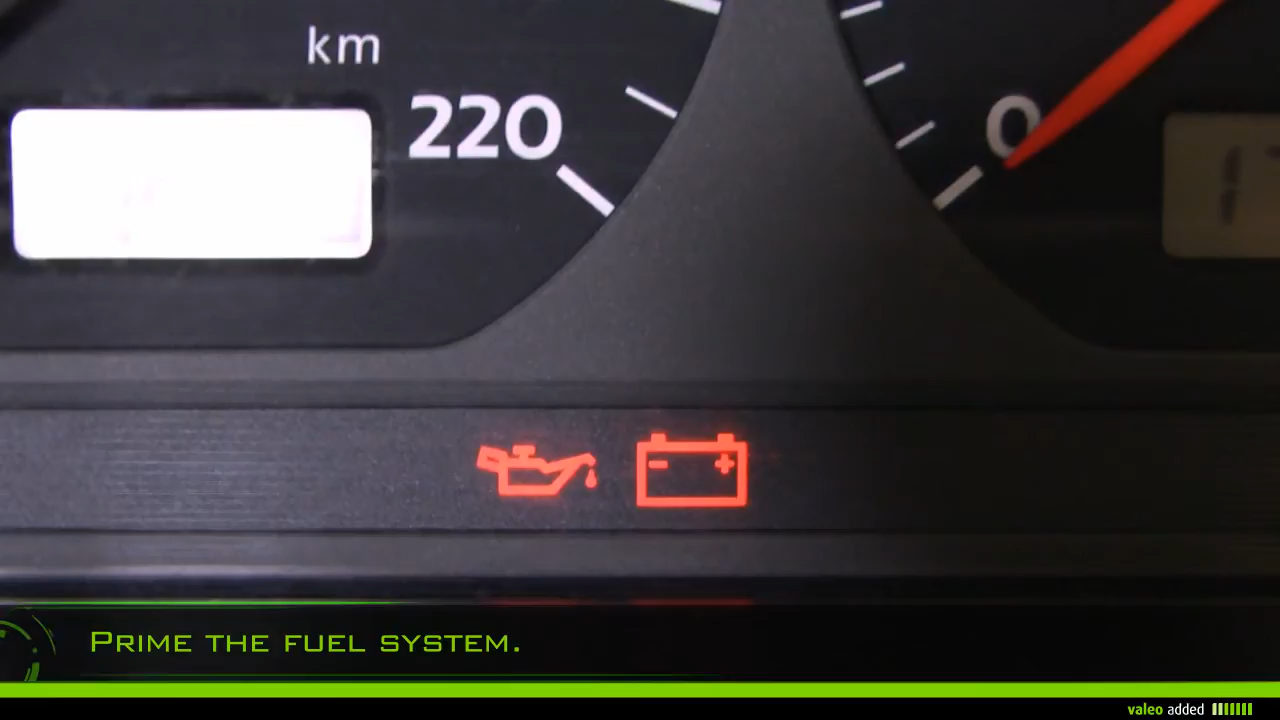 km
220
0
- +
PRIME THE FUEL SYSTEM.
valeo added